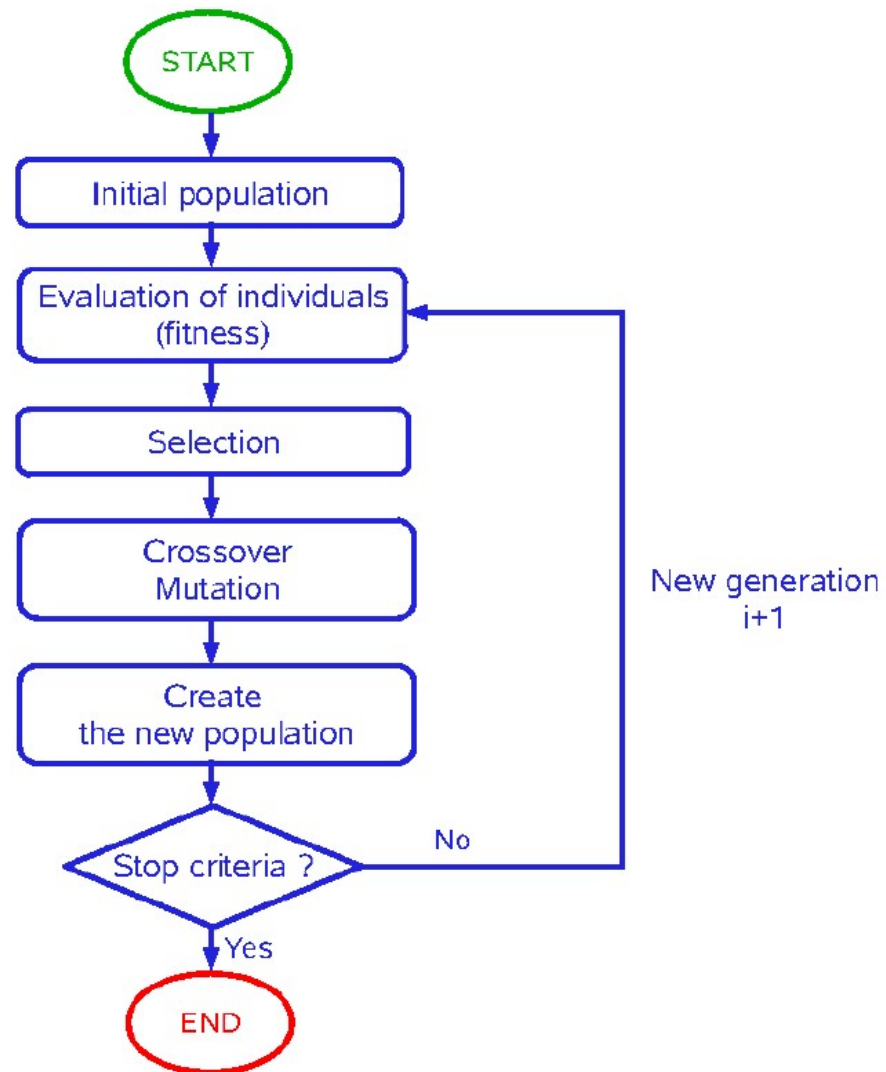 START
Initial population
Evaluation of individuals
(fitness)
Selection
Crossover
Mutation
Create
the new population
New generation
i+1
Stop criteria ?
No
Yes
END